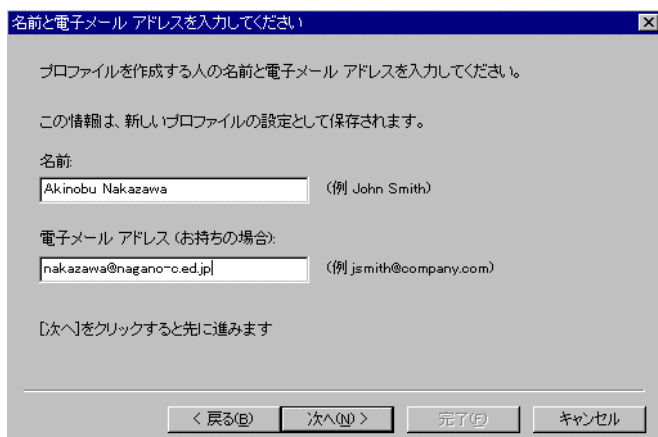 名前と電子メール アドレスを入力してください
プロファイルを作成する人の名前と電子メール アドレスを入力してください。
この情報は、新しいプロファイルの設定として保存されます。
名前:
Akinobu Nakazawa (例 John Smith)
電子メール アドレス (お持ちの場合):
nakazawa@nagano-c.ed.jp (例 jsmith@company.com)
[次へ]をクリックすると先に進みます
< 戻る(B) 次へ(N) > 完了(F) キャンセル